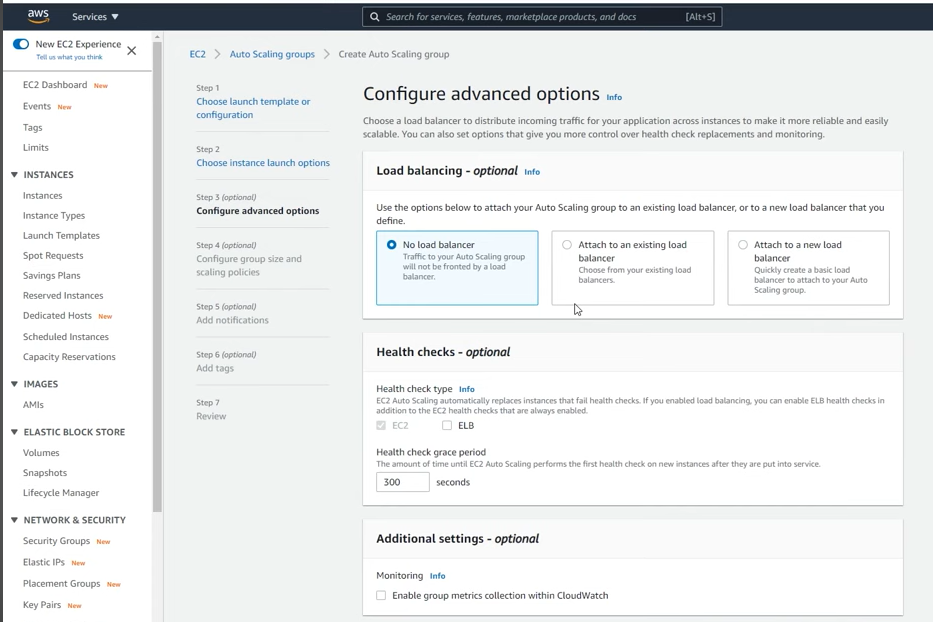 aws
Services
Search for services, features, marketplace products, and docs
[Alt+S]
New EC2 Experience
Tell us what you think
EC2 Dashboard New
Events New
Tags
Limits
INSTANCES
Instances
Instance Types
Launch Templates
Spot Requests
Savings Plans
Reserved Instances
Dedicated Hosts New
Scheduled Instances
Capacity Reservations
IMAGES
AMIs
ELASTIC BLOCK STORE
Volumes
Snapshots
Lifecycle Manager
NETWORK & SECURITY
Security Groups New
Elastic IPs New
Placement Groups New
Key Pairs New
EC2 > Auto Scaling groups > Create Auto Scaling group
Step 1
Choose launch template or
configuration
Step 2
Choose instance launch options
Step 3 (optional)
Configure advanced options
Step 4 (optional)
Configure group size and
scaling policies
Step 5 (optional)
Add notifications
Step 6 (optional)
Add tags
Step 7
Review
Configure advanced options Info
Choose a load balancer to distribute incoming traffic for your application across instances to make it more reliable and easily
scalable. You can also set options that give you more control over health check replacements and monitoring.
Load balancing - optional Info
Use the options below to attach your Auto Scaling group to an existing load balancer, or to a new load balancer that you
define.
No load balancer
Traffic to your Auto Scaling group
will not be fronted by a load
balancer.
Attach to an existing load
balancer
Choose from your existing load
balancers.
Attach to a new load
balancer
Quickly create a basic load
balancer to attach to your Auto
Scaling group.
Health checks - optional
Health check type Info
EC2 Auto Scaling automatically replaces instances that fail health checks. If you enabled load balancing, you can enable ELB health checks in
addition to the EC2 health checks that are always enabled.
EC2
ELB
Health check grace period
The amount of time until EC2 Auto Scaling performs the first health check on new instances after they are put into service.
300 seconds
Additional settings - optional
Monitoring Info
Enable group metrics collection within CloudWatch